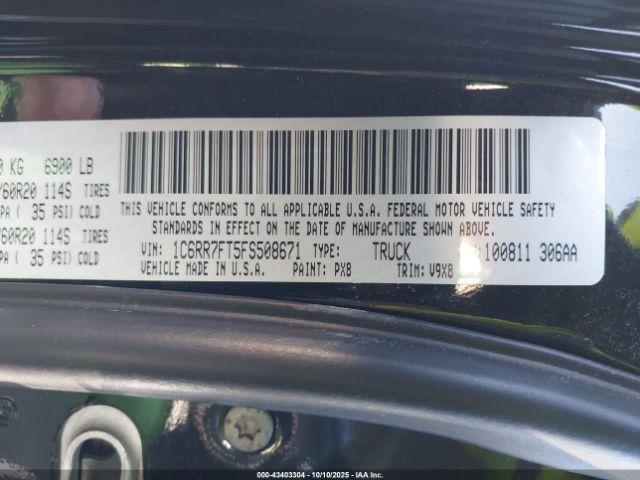 0 KG 6900 LB
/60R20 114S TIRES
PA ( 35 PSI) COLD
/60R20 114S TIRES
PA ( 35 PSI) COLD
THIS VEHICLE CONFORMS TO ALL APPLICABLE U.S.A. FEDERAL MOTOR VEHICLE SAFETY
STANDARDS IN EFFECT ON THE DATE OF MANUFACTURE SHOWN ABOVE.
VIN: 1C6RR7FT5FS508671 TYPE: TRUCK :100811 306AA
VEHICLE MADE IN U.S.A. PAINT: PX8 TRIM: V9X8
000-43403304 - 10/10/2025 - IAA Inc.